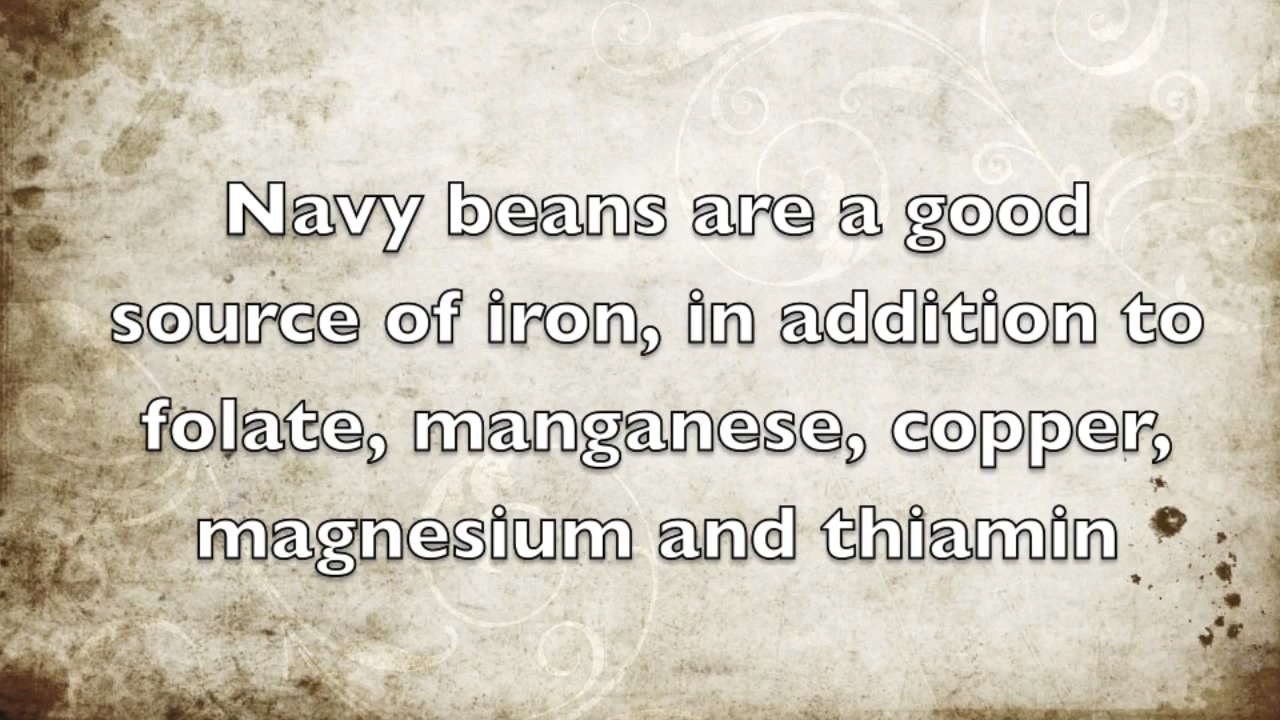 Navy beans are a good
source of iron, in addition to
folate, manganese, copper,
magnesium and thiamin